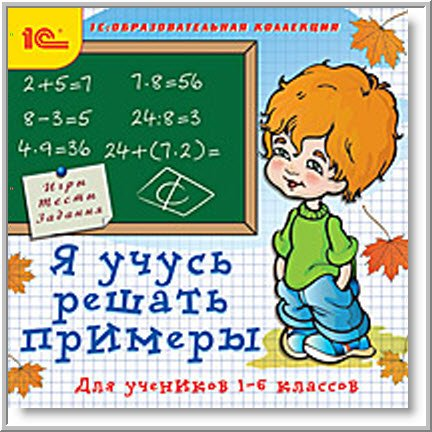 1С:ОБРАЗОВАТЕЛЬНАЯ КОЛЛЕКЦИЯ
1С
2+5=7 7·8=56
8-3=5 24:8=3
4·9=36 24+(7·2)=
Игры
Тесты
Задания
Я учусь
решать
примеры
Для учеников 1-6 классов